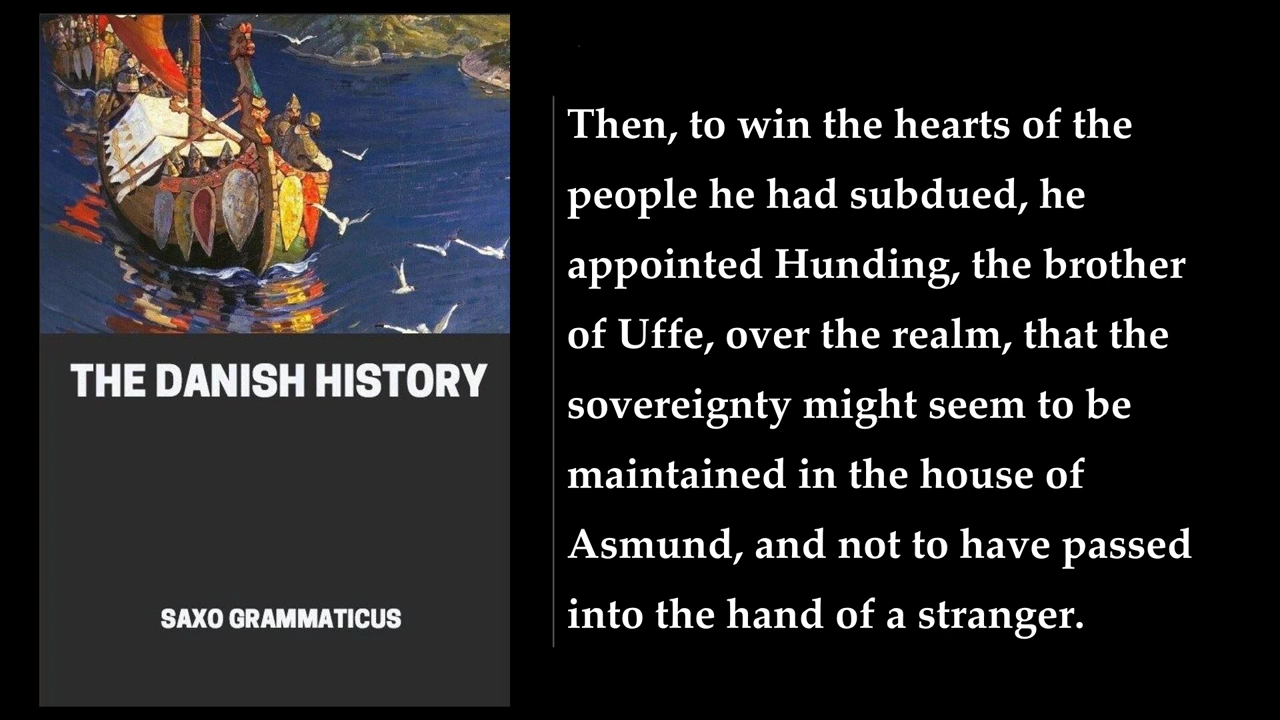 THE DANISH HISTORY
SAXO GRAMMATICUS
Then, to win the hearts of the
people he had subdued, he
appointed Hunding, the brother
of Uffe, over the realm, that the
sovereignty might seem to be
maintained in the house of
Asmund, and not to have passed
into the hand of a stranger.